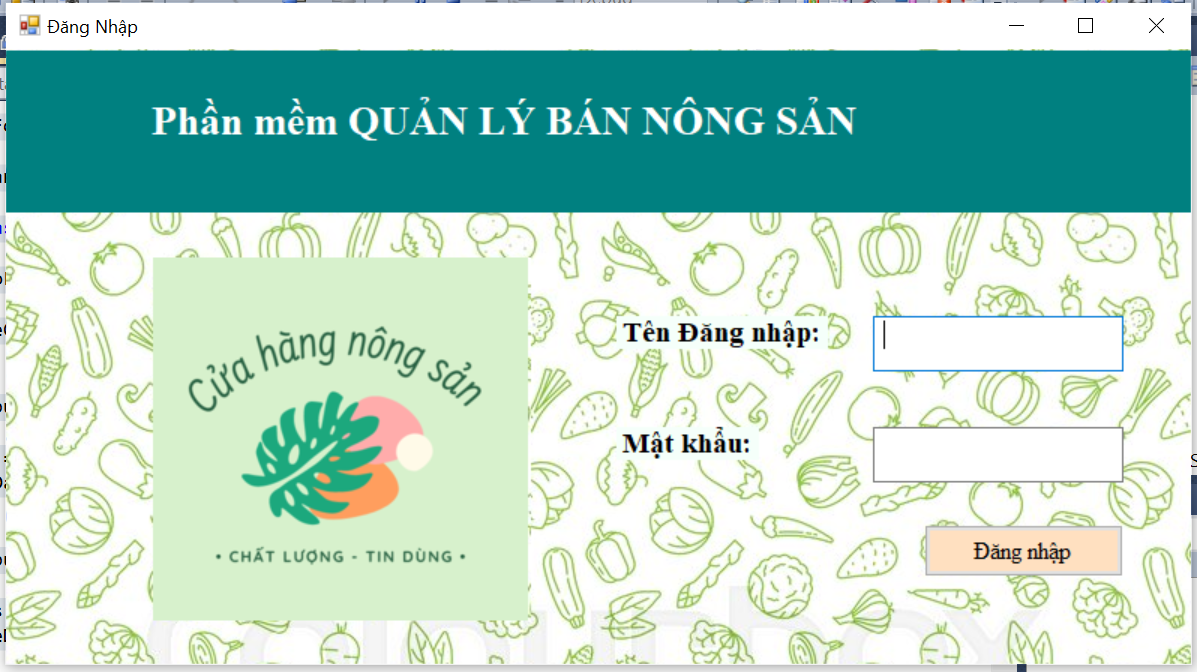 Đăng Nhập
Phần mềm QUẢN LÝ BÁN NÔNG SẢN
Cửa hàng nông sản
• CHẤT LƯỢNG - TIN DÙNG •
Tên Đăng nhập:
Mật khẩu:
Đăng nhập